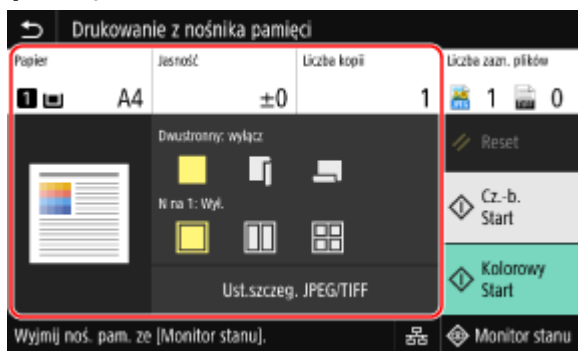 Drukowanie z nośnika pamięci
Papier
Jasność
Liczba kopii
Liczba zazn. plików
1
A4
±0
1
1
0
Dwustronny: wyłącz
Reset
N na 1: Wył.
Cz.-b.
Start
Ust.szczeg. JPEG/TIFF
Kolorowy
Start
Wyjmij noś. pam. ze [Monitor stanu].
Monitor stanu